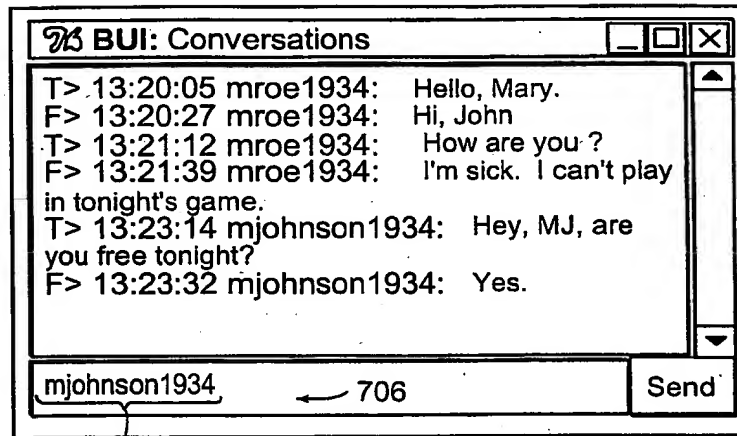 BUI: Conversations
T> 13:20:05 mroe1934: Hello, Mary.
F> 13:20:27 mroe1934: Hi, John
T> 13:21:12 mroe1934: How are you ?
F> 13:21:39 mroe1934: I'm sick. I can't play
in tonight's game.
T> 13:23:14 mjohnson1934: Hey, MJ, are
you free tonight?
F> 13:23:32 mjohnson1934: Yes.
mjohnson1934 706 Send